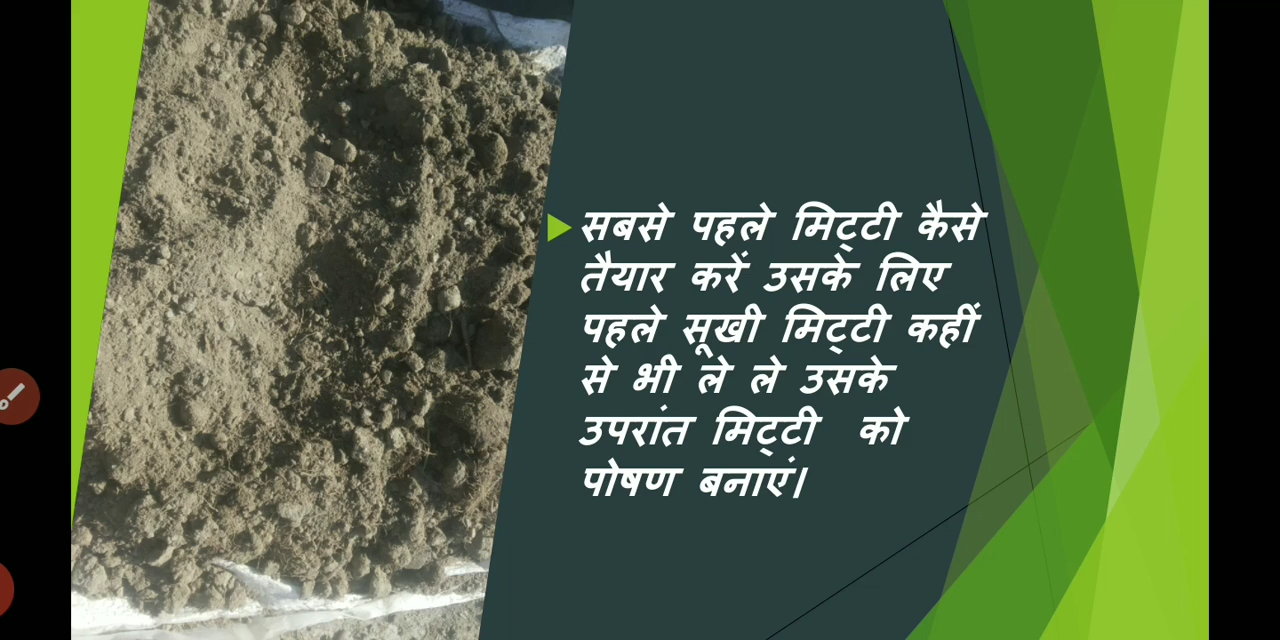 सबसे पहले मिट्टी कैसे
तैयार करें उसके लिए
पहले सूखी मिट्टी कहीं
से भी ले ले उसके
उपरांत मिट्टी को
पोषण बनाएं।